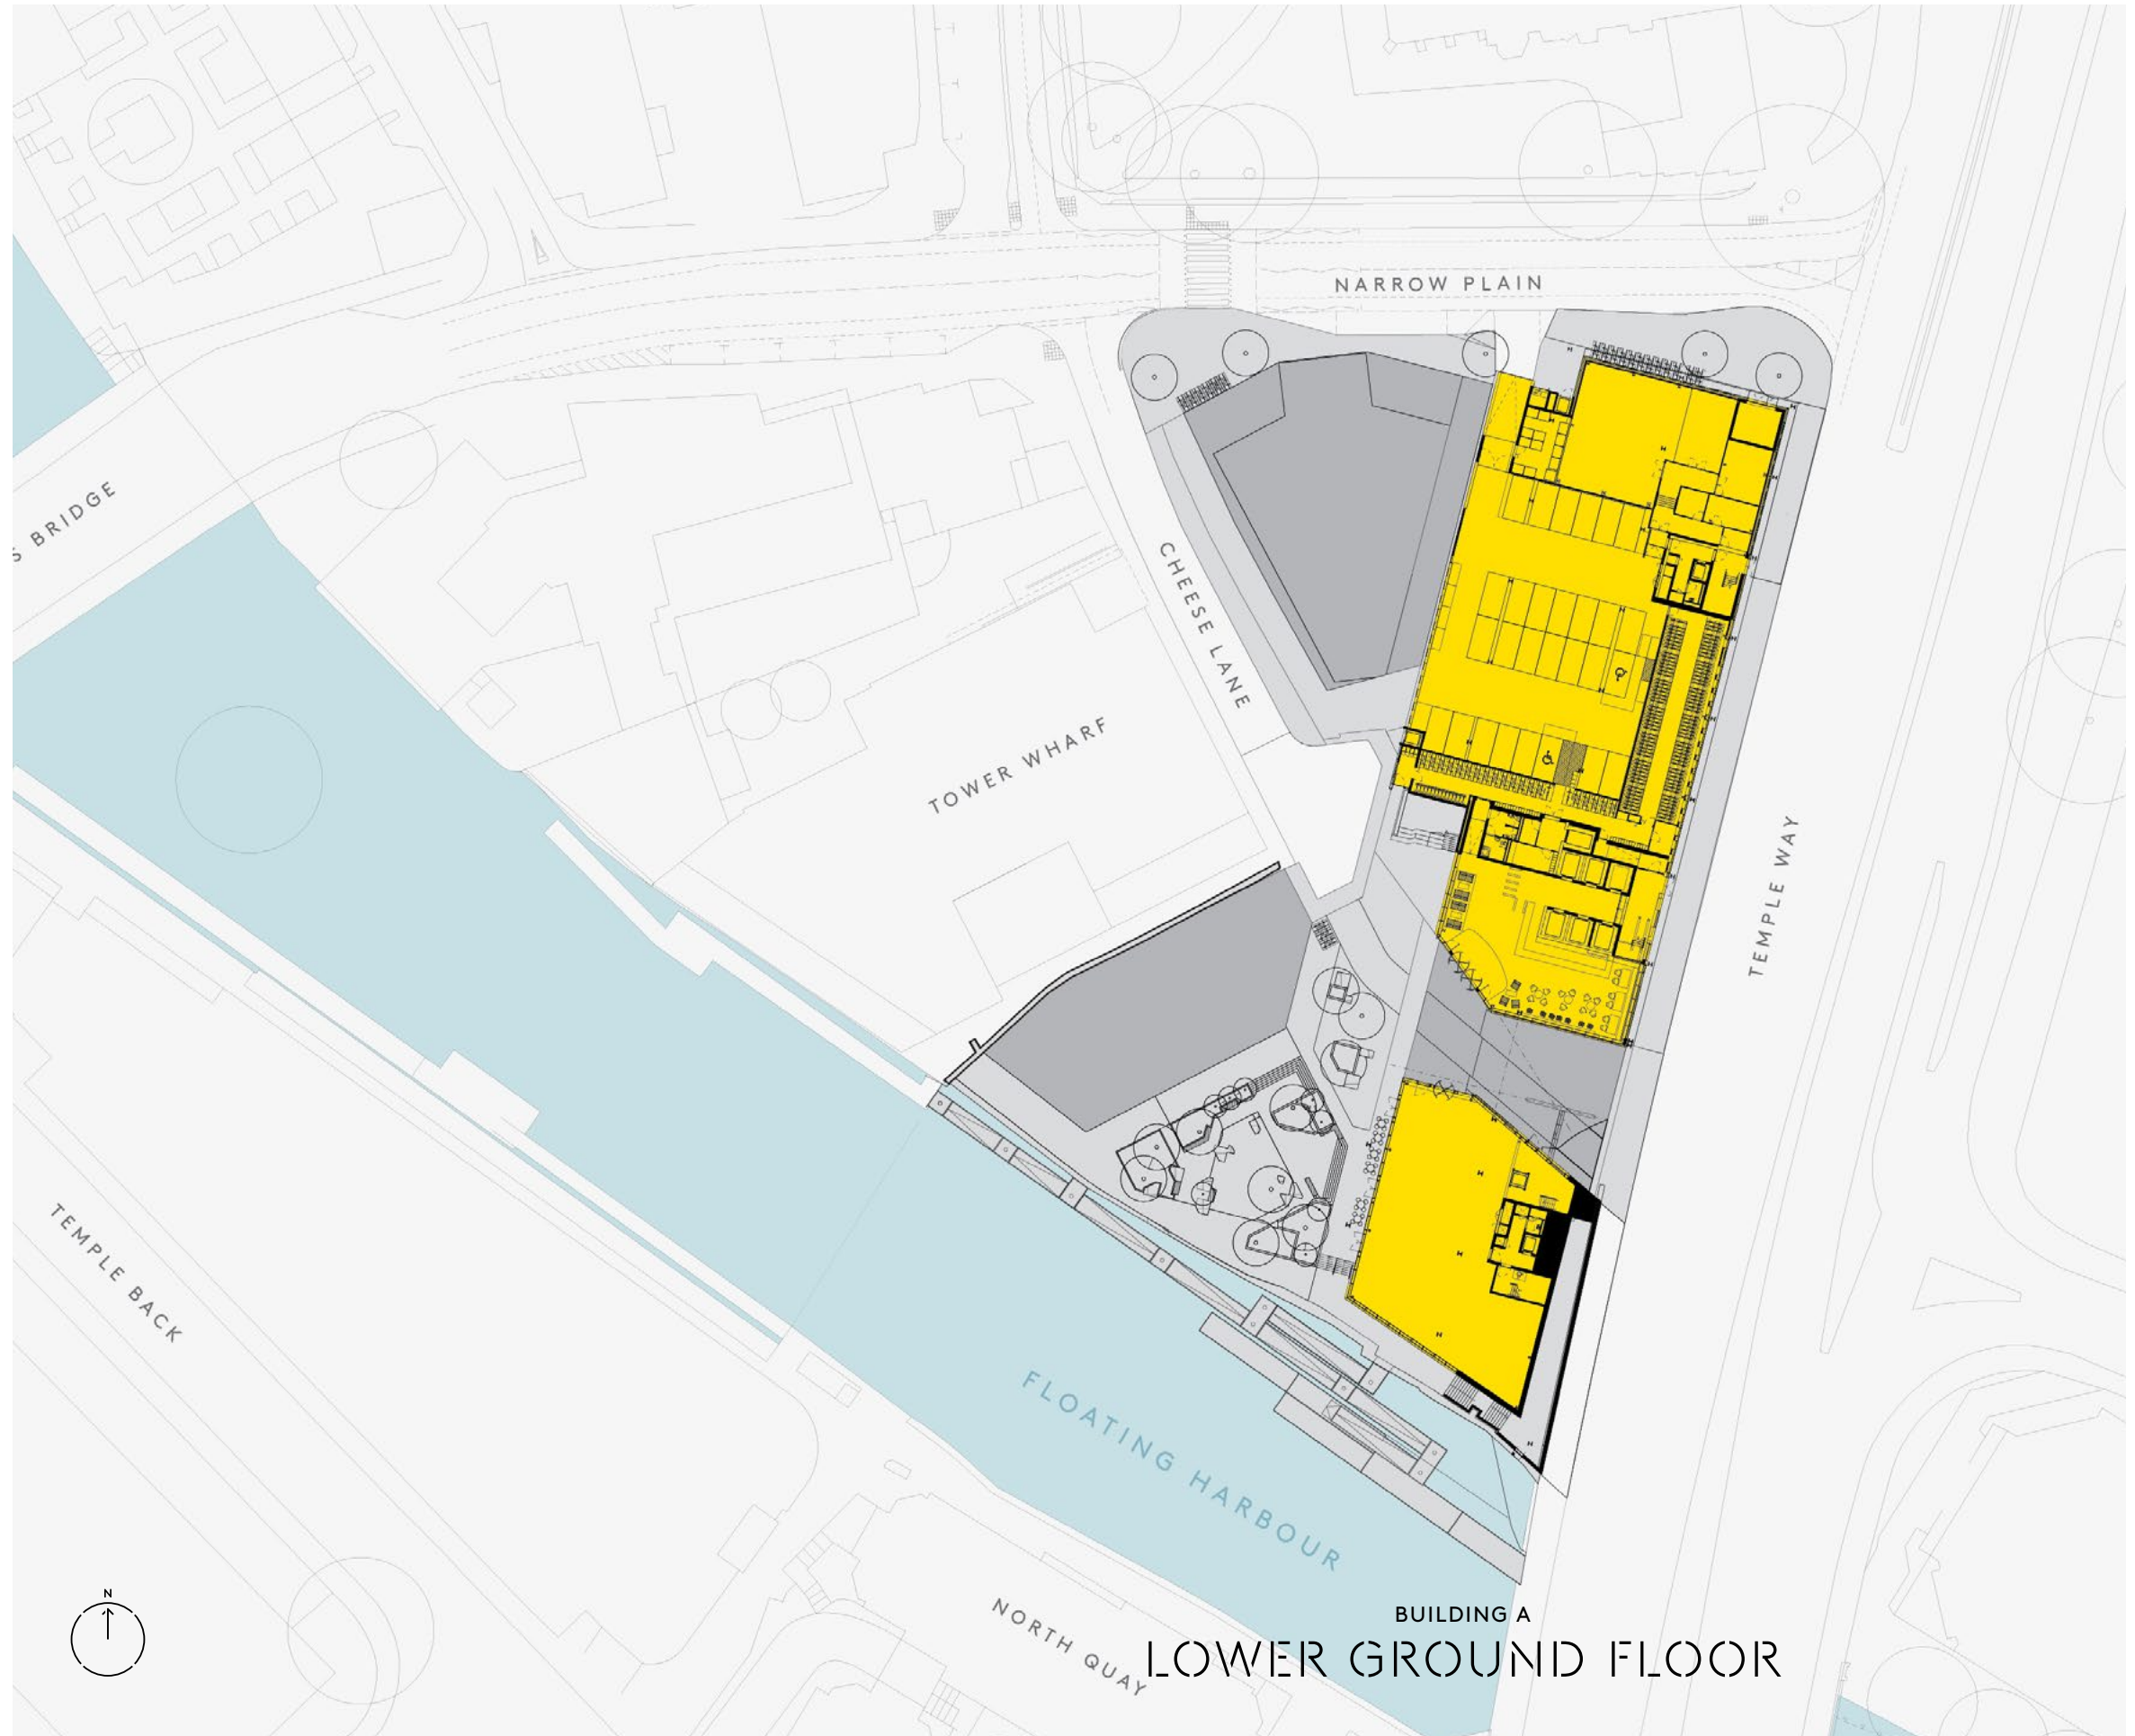 NARROW PLAIN
S BRIDGE
CHEESE LANE
TOWER WHARF
TEMPLE WAY
TEMPLE BACK
FLOATING HARBOUR
NORTH QUAY
N
BUILDING A
LOWER GROUND FLOOR